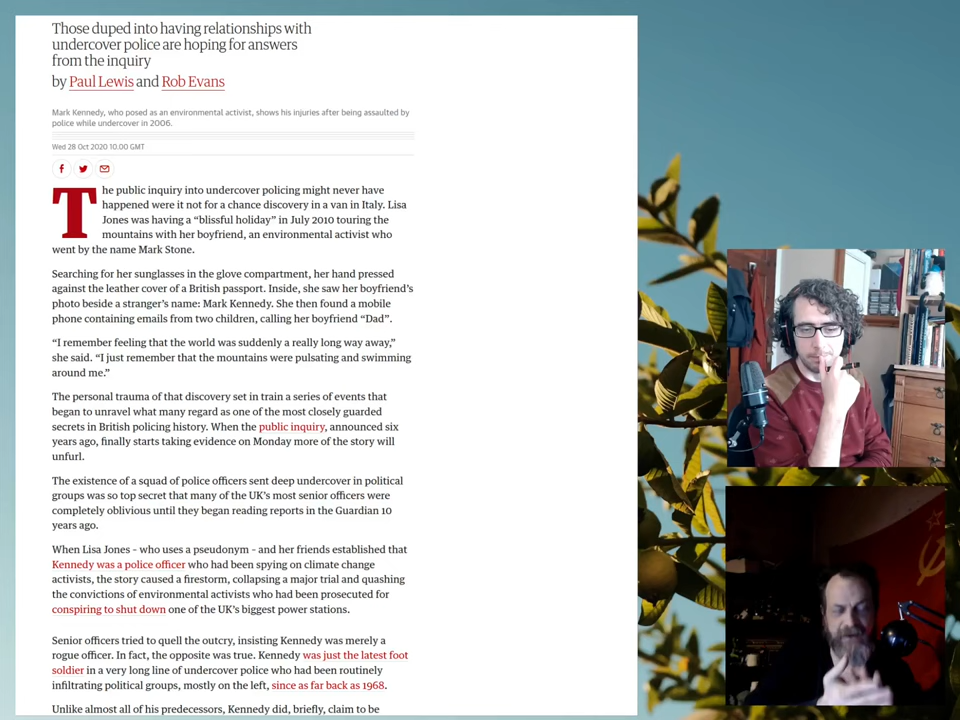 Those duped into having relationships with
undercover police are hoping for answers
from the inquiry
by Paul Lewis and Rob Evans
Mark Kennedy, who posed as an environmental activist, shows his injuries after being assaulted by
police while undercover in 2006.
Wed 28 Oct 2020 10.00 GMT
The public inquiry into undercover policing might never have
happened were it not for a chance discovery in a van in Italy. Lisa
Jones was having a “blissful holiday” in July 2010 touring the
mountains with her boyfriend, an environmental activist who
went by the name Mark Stone.
Searching for her sunglasses in the glove compartment, her hand pressed
against the leather cover of a British passport. Inside, she saw her boyfriend’s
photo beside a stranger’s name: Mark Kennedy. She then found a mobile
phone containing emails from two children, calling her boyfriend “Dad”.
“I remember feeling that the world was suddenly a really long way away,”
she said. “I just remember that the mountains were pulsating and swimming
around me.”
The personal trauma of that discovery set in train a series of events that
began to unravel what many regard as one of the most closely guarded
secrets in British policing history. When the public inquiry, announced six
years ago, finally starts taking evidence on Monday more of the story will
unfurl.
The existence of a squad of police officers sent deep undercover in political
groups was so top secret that many of the UK’s most senior officers were
completely oblivious until they began reading reports in the Guardian 10
years ago.
When Lisa Jones – who uses a pseudonym – and her friends established that
Kennedy was a police officer who had been spying on climate change
activists, the story caused a firestorm, collapsing a major trial and quashing
the convictions of environmental activists who had been prosecuted for
conspiring to shut down one of the UK’s biggest power stations.
Senior officers tried to quell the outcry, insisting Kennedy was merely a
rogue officer. In fact, the opposite was true. Kennedy was just the latest foot
soldier in a very long line of undercover police who had been routinely
infiltrating political groups, mostly on the left, since as far back as 1968.
Unlike almost all of his predecessors, Kennedy did, briefly, claim to be